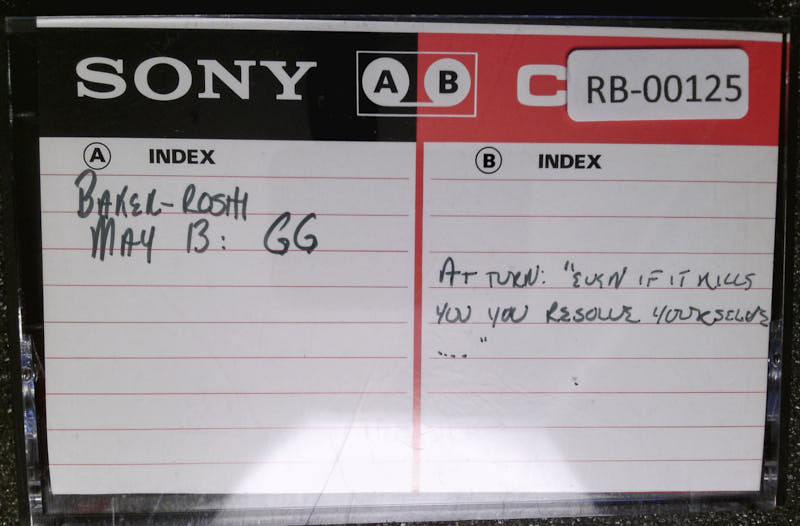 SONY A B C RB-00125
A INDEX
BAKER-ROSHI
MAY 13: GG
B INDEX
AT TURN: "EVEN IF IT KILLS
YOU YOU RESOLVE YOURSELVE
...."